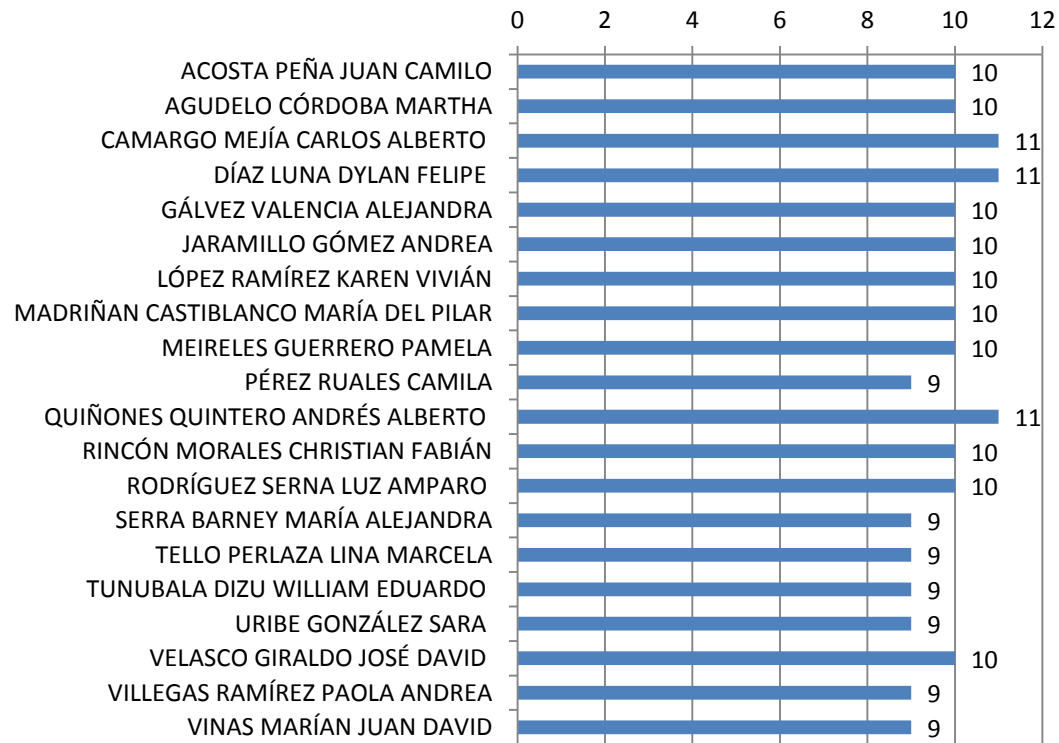 0 2 4 6 8 10 12
ACOSTA PEÑA JUAN CAMILO 10
AGUDELO CÓRDOBA MARTHA 10
CAMARGO MEJÍA CARLOS ALBERTO 11
DÍAZ LUNA DYLAN FELIPE 11
GÁLVEZ VALENCIA ALEJANDRA 10
JARAMILLO GÓMEZ ANDREA 10
LÓPEZ RAMÍREZ KAREN VIVIÁN 10
MADRIÑAN CASTIBLANCO MARÍA DEL PILAR 10
MEIRELES GUERRERO PAMELA 10
PÉREZ RUALES CAMILA 9
QUIÑONES QUINTERO ANDRÉS ALBERTO 11
RINCÓN MORALES CHRISTIAN FABIÁN 10
RODRÍGUEZ SERNA LUZ AMPARO 10
SERRA BARNEY MARÍA ALEJANDRA 9
TELLO PERLAZA LINA MARCELA 9
TUNUBALA DIZU WILLIAM EDUARDO 9
URIBE GONZÁLEZ SARA 9
VELASCO GIRALDO JOSÉ DAVID 10
VILLEGAS RAMÍREZ PAOLA ANDREA 9
VINAS MARÍAN JUAN DAVID 9